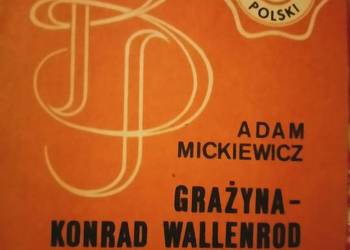 POLSKI
ADAM
MICKIEWICZ
GRAŻYNA-
KONRAD WALLENROD